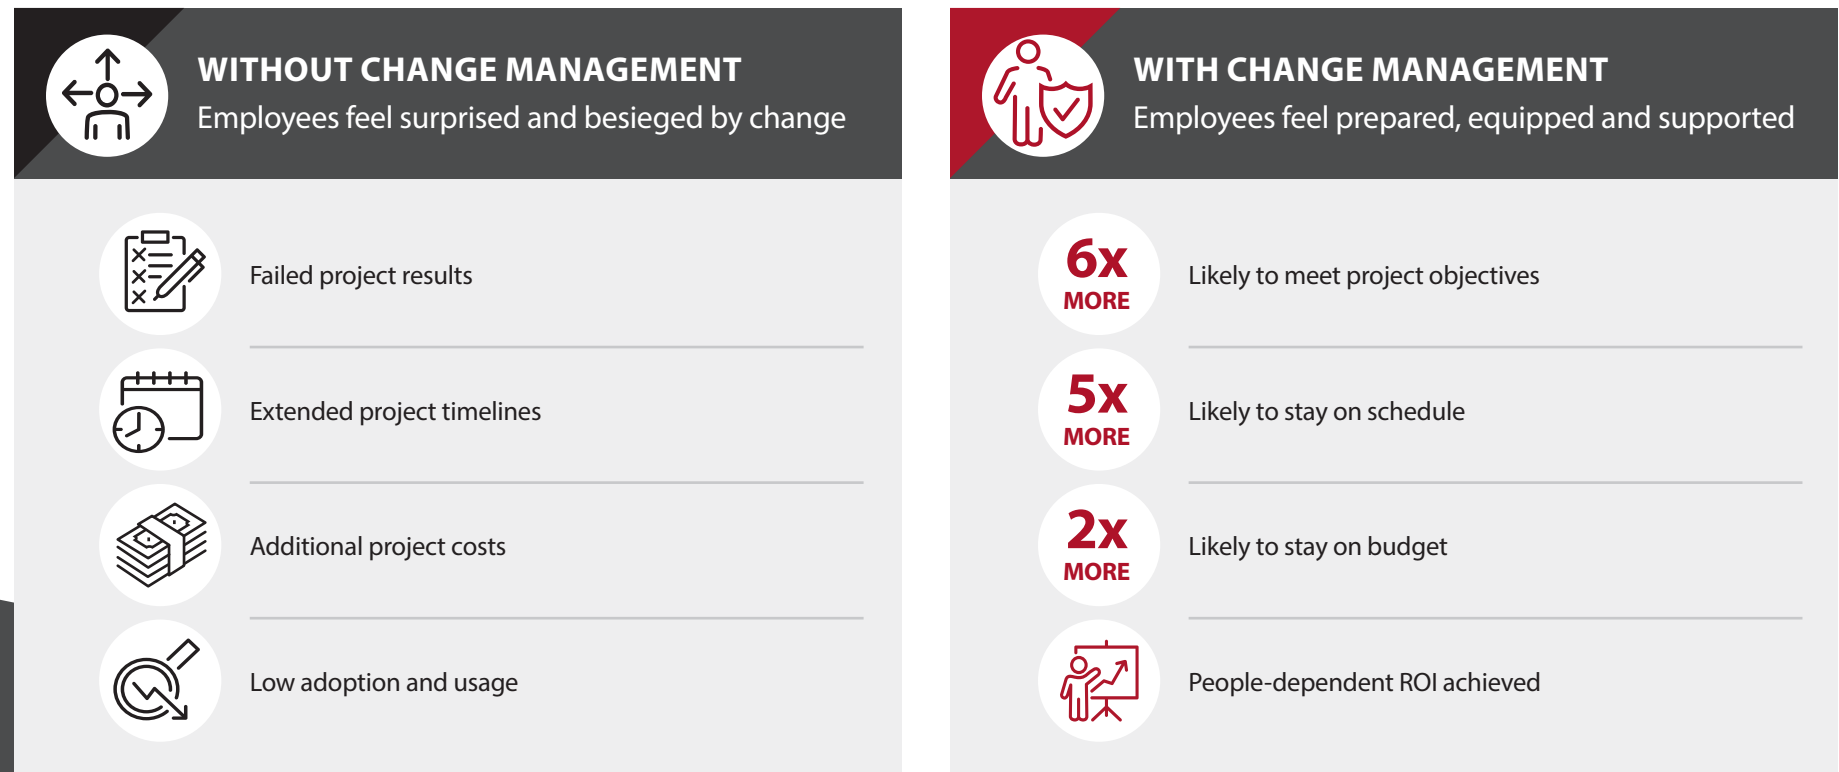 WITHOUT CHANGE MANAGEMENT
Employees feel surprised and besieged by change
Failed project results
Extended project timelines
Additional project costs
Low adoption and usage
WITH CHANGE MANAGEMENT
Employees feel prepared, equipped and supported
6x
MORE
Likely to meet project objectives
5x
MORE
Likely to stay on schedule
2x
MORE
Likely to stay on budget
People-dependent ROI achieved